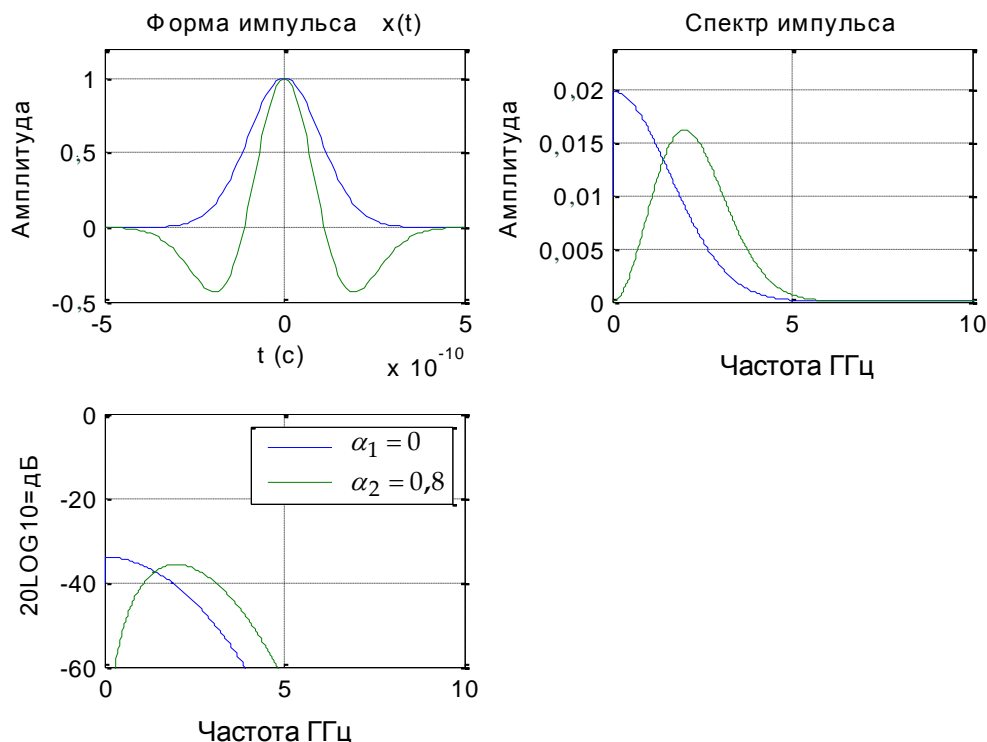 Форма импульса x(t)
Амплитуда
1
0,5
0
-0,5
-5
0
5
t (с)
x 10^-10
Спектр импульса
Амплитуда
0,02
0,015
0,01
0,005
0
0
5
10
Частота ГГц
20LOG10=дБ
0
-20
-40
-60
0
5
10
Частота ГГц
α1 = 0
α2 = 0,8